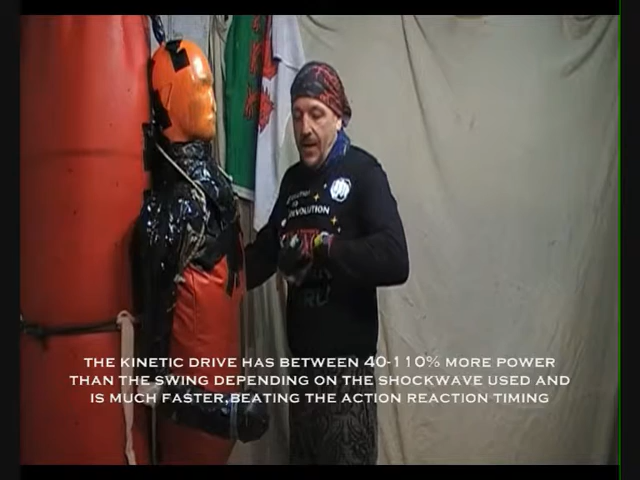 REVOLUTION
THE KINETIC DRIVE HAS BETWEEN 40-110% MORE POWER
THAN THE SWING DEPENDING ON THE SHOCKWAVE USED AND
IS MUCH FASTER,BEATING THE ACTION REACTION TIMING